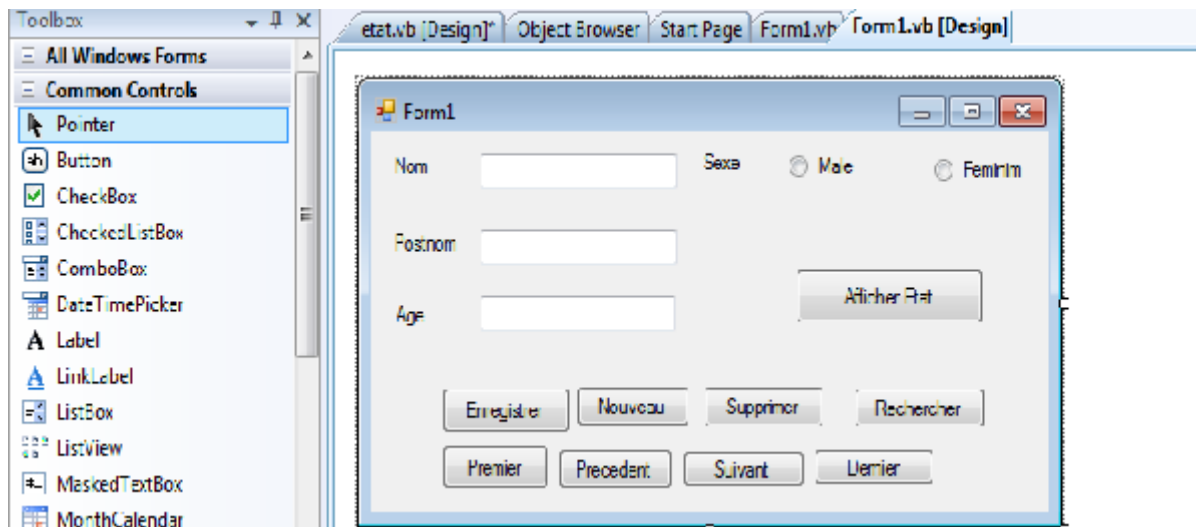 Toolbox
etat.vb [Design]* Object Browser Start Page Form1.vb Form1.vb [Design]
All Windows Forms
Common Controls
Pointer
Button
CheckBox
CheckedListBox
ComboBox
DateTimePicker
Label
LinkLabel
ListBox
ListView
MaskedTextBox
MonthCalendar
Form1
Nom Sexe Male Feminim
Postnom
Afficher Etat
Age
Enregistrer Nouveau Supprimer Rechercher
Premier Precedent Suivant Dernier